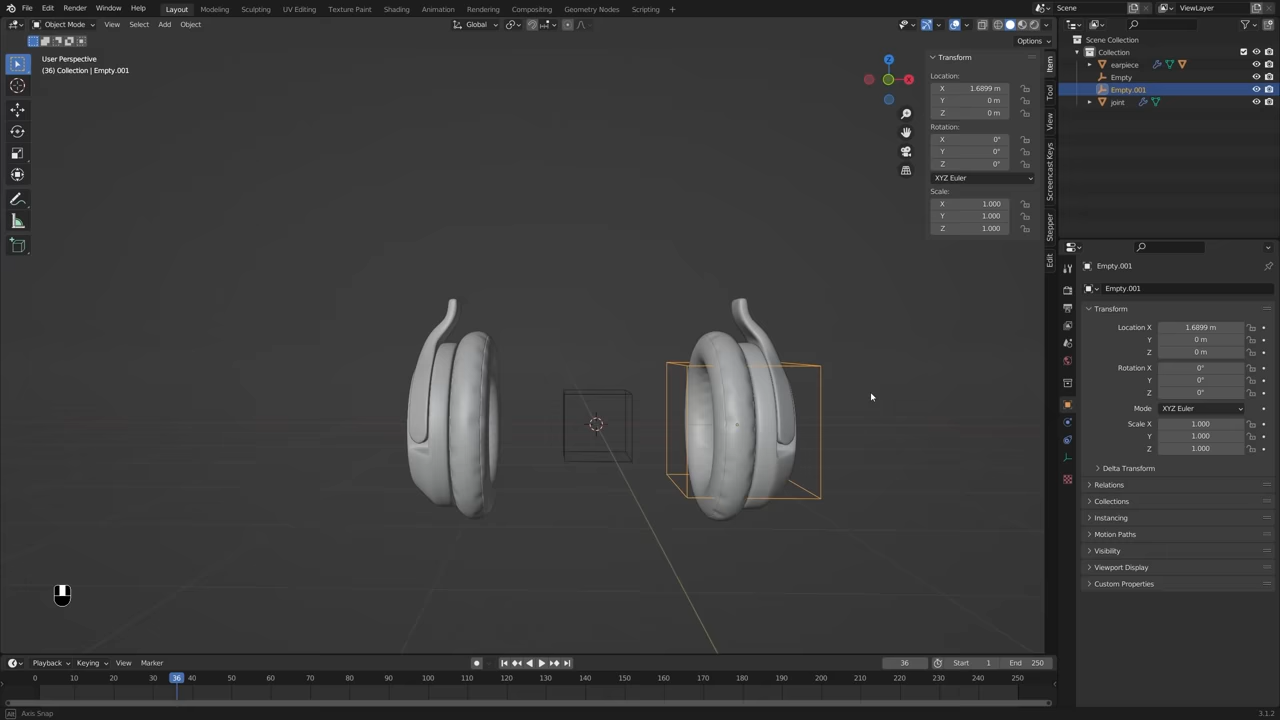 File Edit Render Window Help Layout Modeling Sculpting UV Editing Texture Paint Shading Animation Rendering Compositing Geometry Nodes Scripting + Scene ViewLayer
Object Mode View Select Add Object Global
Options
User Perspective
(36) Collection | Empty.001
Scene Collection
Collection
earpiece
Empty
Empty.001
joint
Transform
Location:
X 1.6899 m
Y 0 m
Z 0 m
Rotation:
X 0°
Y 0°
Z 0°
XYZ Euler
Scale:
X 1.000
Y 1.000
Z 1.000
Item
Tool
View
Screencast Keys
Stepper
Edit
Z
X
Empty.001
Empty.001
Transform
Location X 1.6899 m
Y 0 m
Z 0 m
Rotation X 0°
Y 0°
Z 0°
Mode XYZ Euler
Scale X 1.000
Y 1.000
Z 1.000
Delta Transform
Relations
Collections
Instancing
Motion Paths
Visibility
Viewport Display
Custom Properties
Playback Keying View Marker 36 Start 1 End 250
0 10 20 30 36 40 50 60 70 80 90 100 110 120 130 140 150 160 170 180 190 200 210 220 230 240 250
Alt Axis Snap 3.1.2